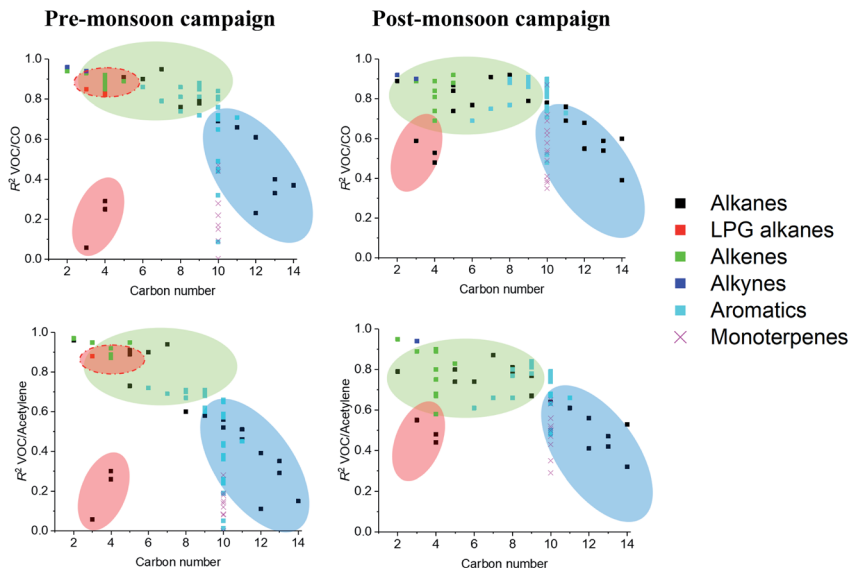 Pre-monsoon campaign
Post-monsoon campaign
R² VOC/CO
1.0
0.8
0.6
0.4
0.2
0.0
2 4 6 8 10 12 14
Carbon number
R² VOC/CO
1.0
0.8
0.6
0.4
0.2
0.0
2 4 6 8 10 12 14
Carbon number
Alkanes
LPG alkanes
Alkenes
Alkynes
Aromatics
Monoterpenes
R² VOC/Acetylene
1.0
0.8
0.6
0.4
0.2
0.0
2 4 6 8 10 12 14
Carbon number
R² VOC/Acetylene
1.0
0.8
0.6
0.4
0.2
0.0
2 4 6 8 10 12 14
Carbon number